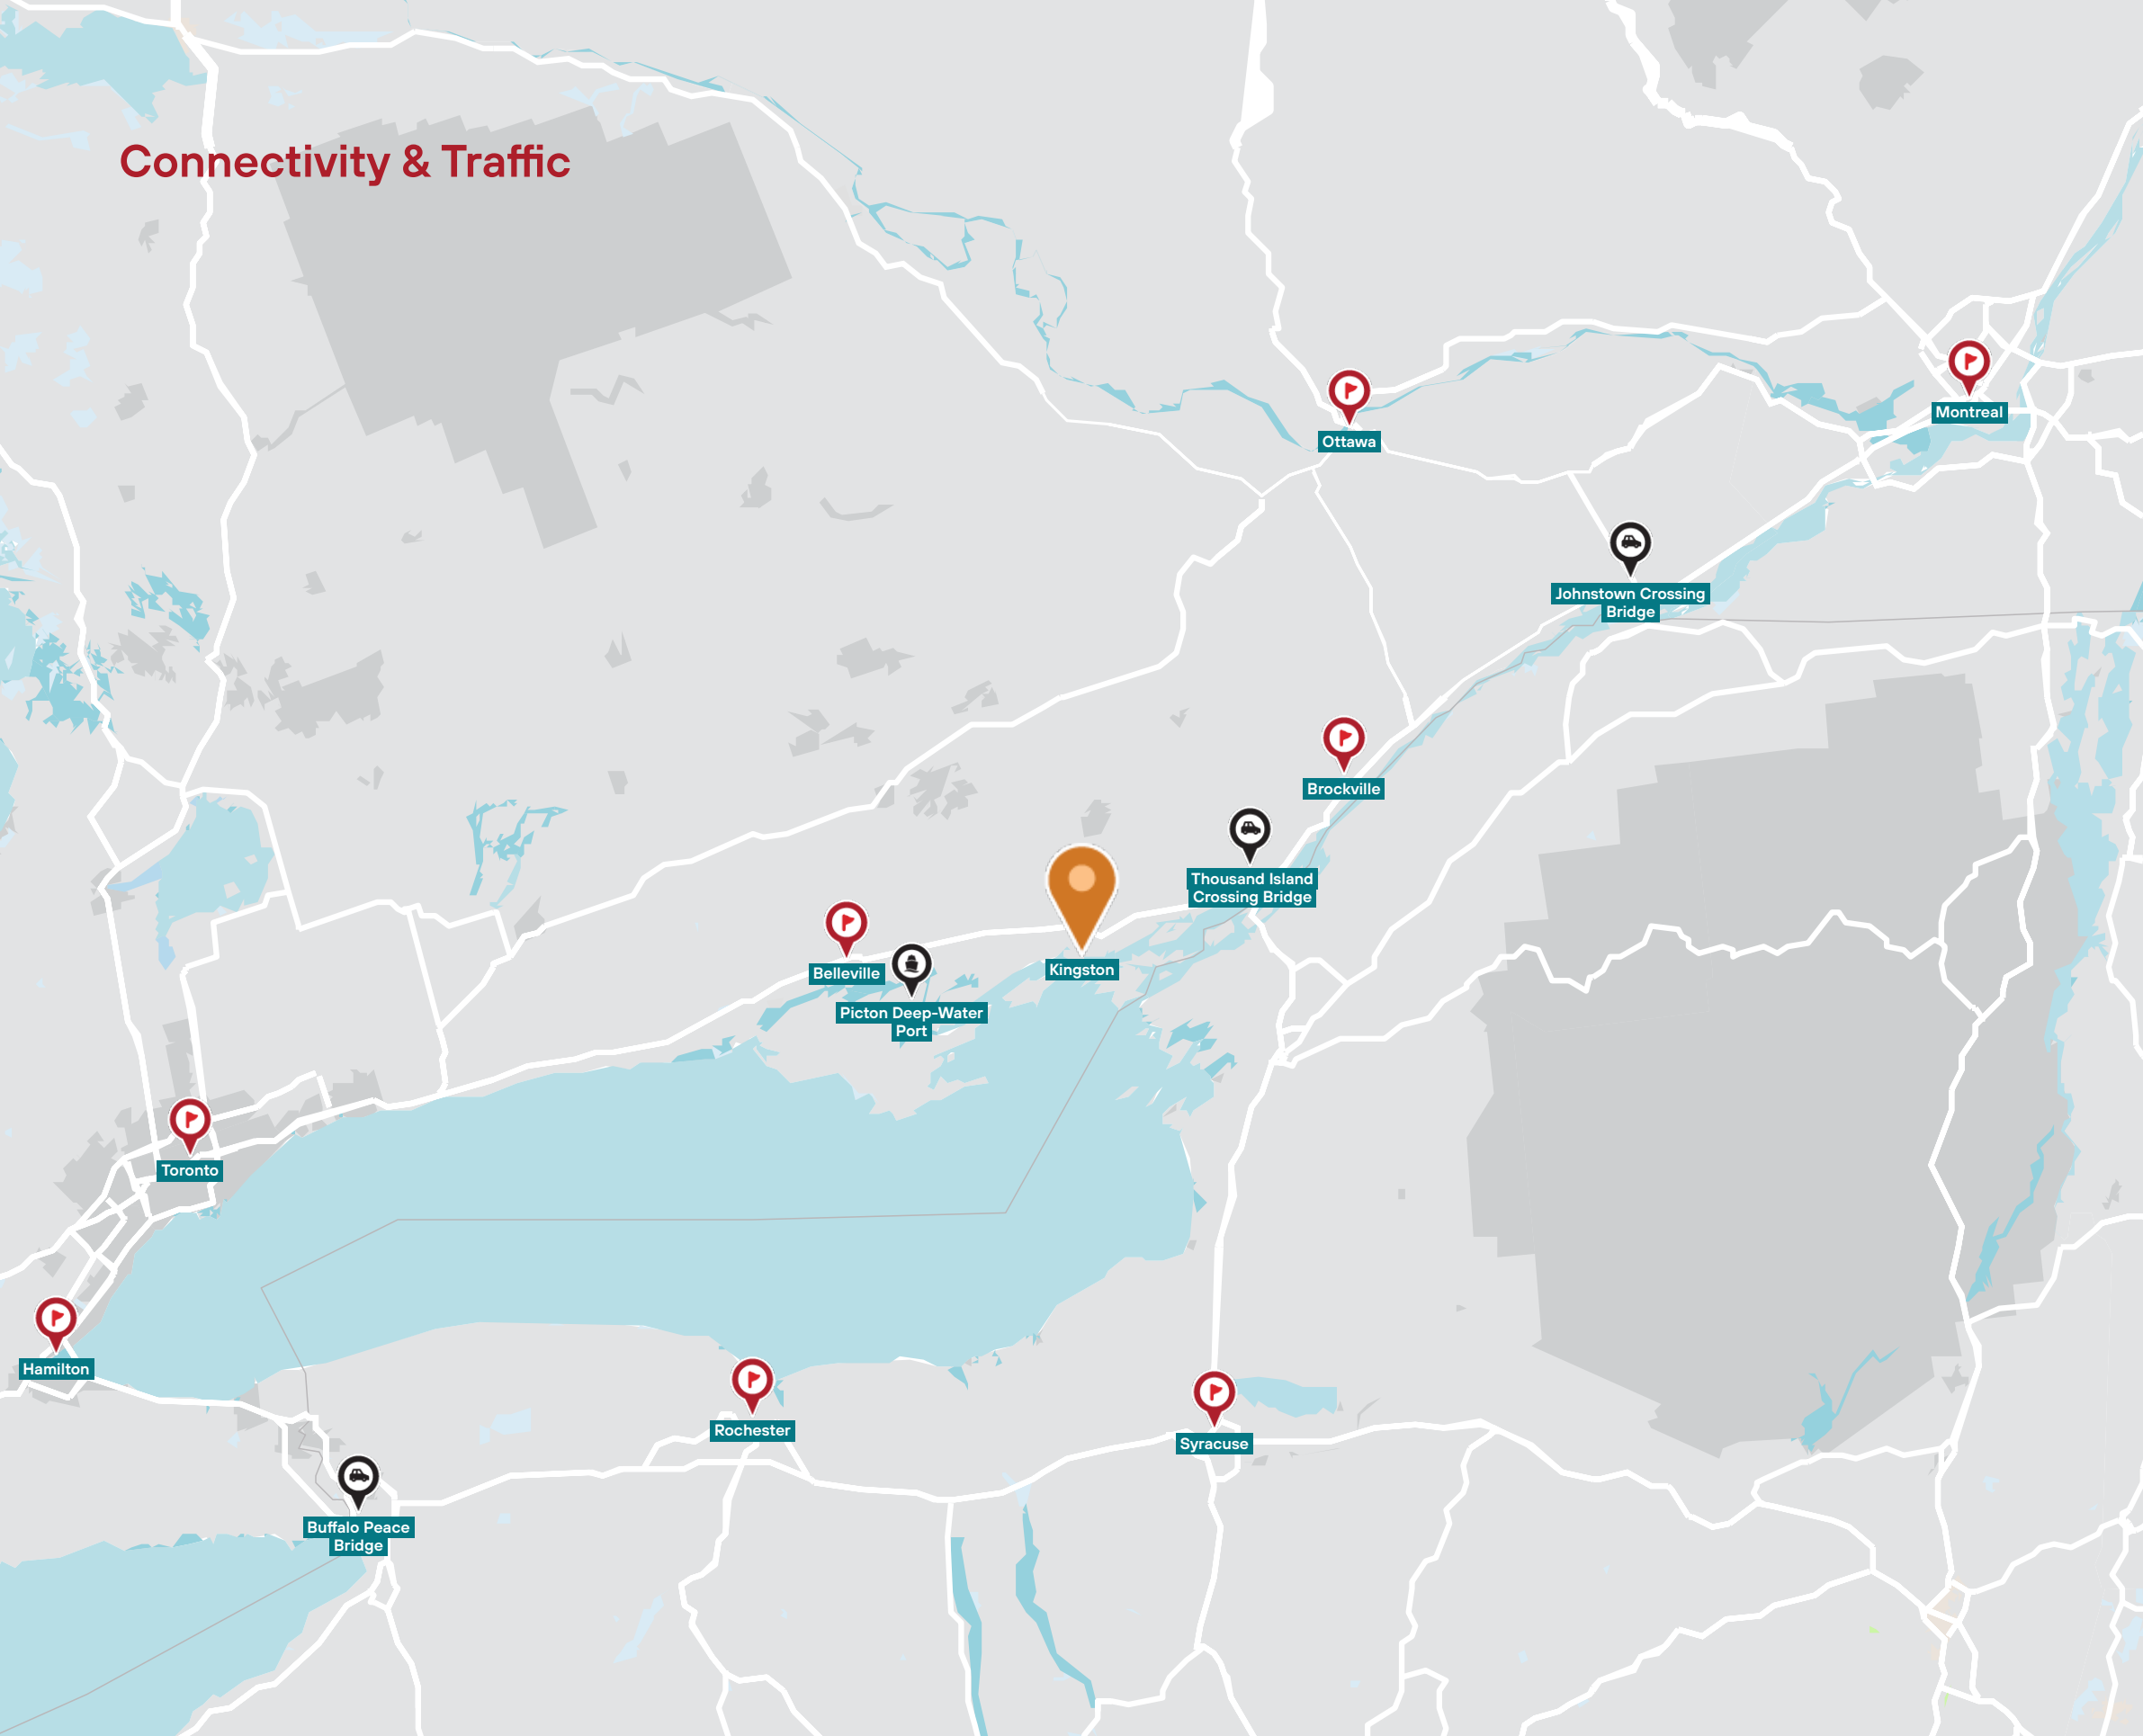 Connectivity & Traffic
Montreal
Ottawa
Johnstown Crossing
Bridge
Brockville
Thousand Island
Crossing Bridge
Kingston
Belleville
Picton Deep-Water
Port
Toronto
Hamilton
Rochester
Syracuse
Buffalo Peace
Bridge